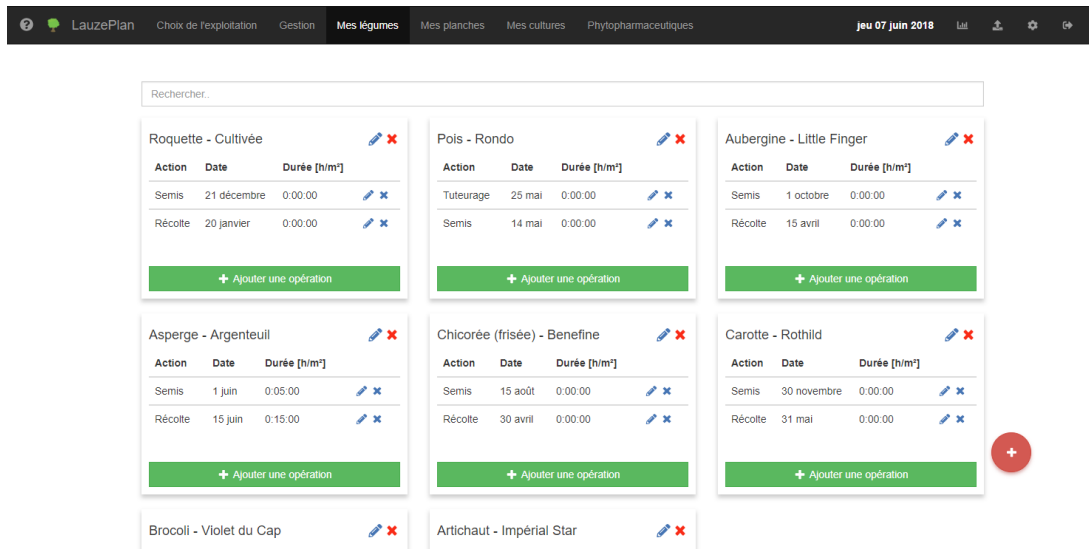 LauzePlan Choix de l'exploitation Gestion Mes légumes Mes planches Mes cultures Phytopharmaceutiques jeu 07 juin 2018
Rechercher..
Roquette - Cultivée
Action Date Durée [h/m²]
Semis 21 décembre 0:00:00
Récolte 20 janvier 0:00:00
Ajouter une opération
Pois - Rondo
Action Date Durée [h/m²]
Tuteurage 25 mai 0:00:00
Semis 14 mai 0:00:00
Ajouter une opération
Aubergine - Little Finger
Action Date Durée [h/m²]
Semis 1 octobre 0:00:00
Récolte 15 avril 0:00:00
Ajouter une opération
Asperge - Argenteuil
Action Date Durée [h/m²]
Semis 1 juin 0:05:00
Récolte 15 juin 0:15:00
Ajouter une opération
Chicorée (frisée) - Benefine
Action Date Durée [h/m²]
Semis 15 août 0:00:00
Récolte 30 avril 0:00:00
Ajouter une opération
Carotte - Rothild
Action Date Durée [h/m²]
Semis 30 novembre 0:00:00
Récolte 31 mai 0:00:00
Ajouter une opération
Brocoli - Violet du Cap
Artichaut - Impérial Star